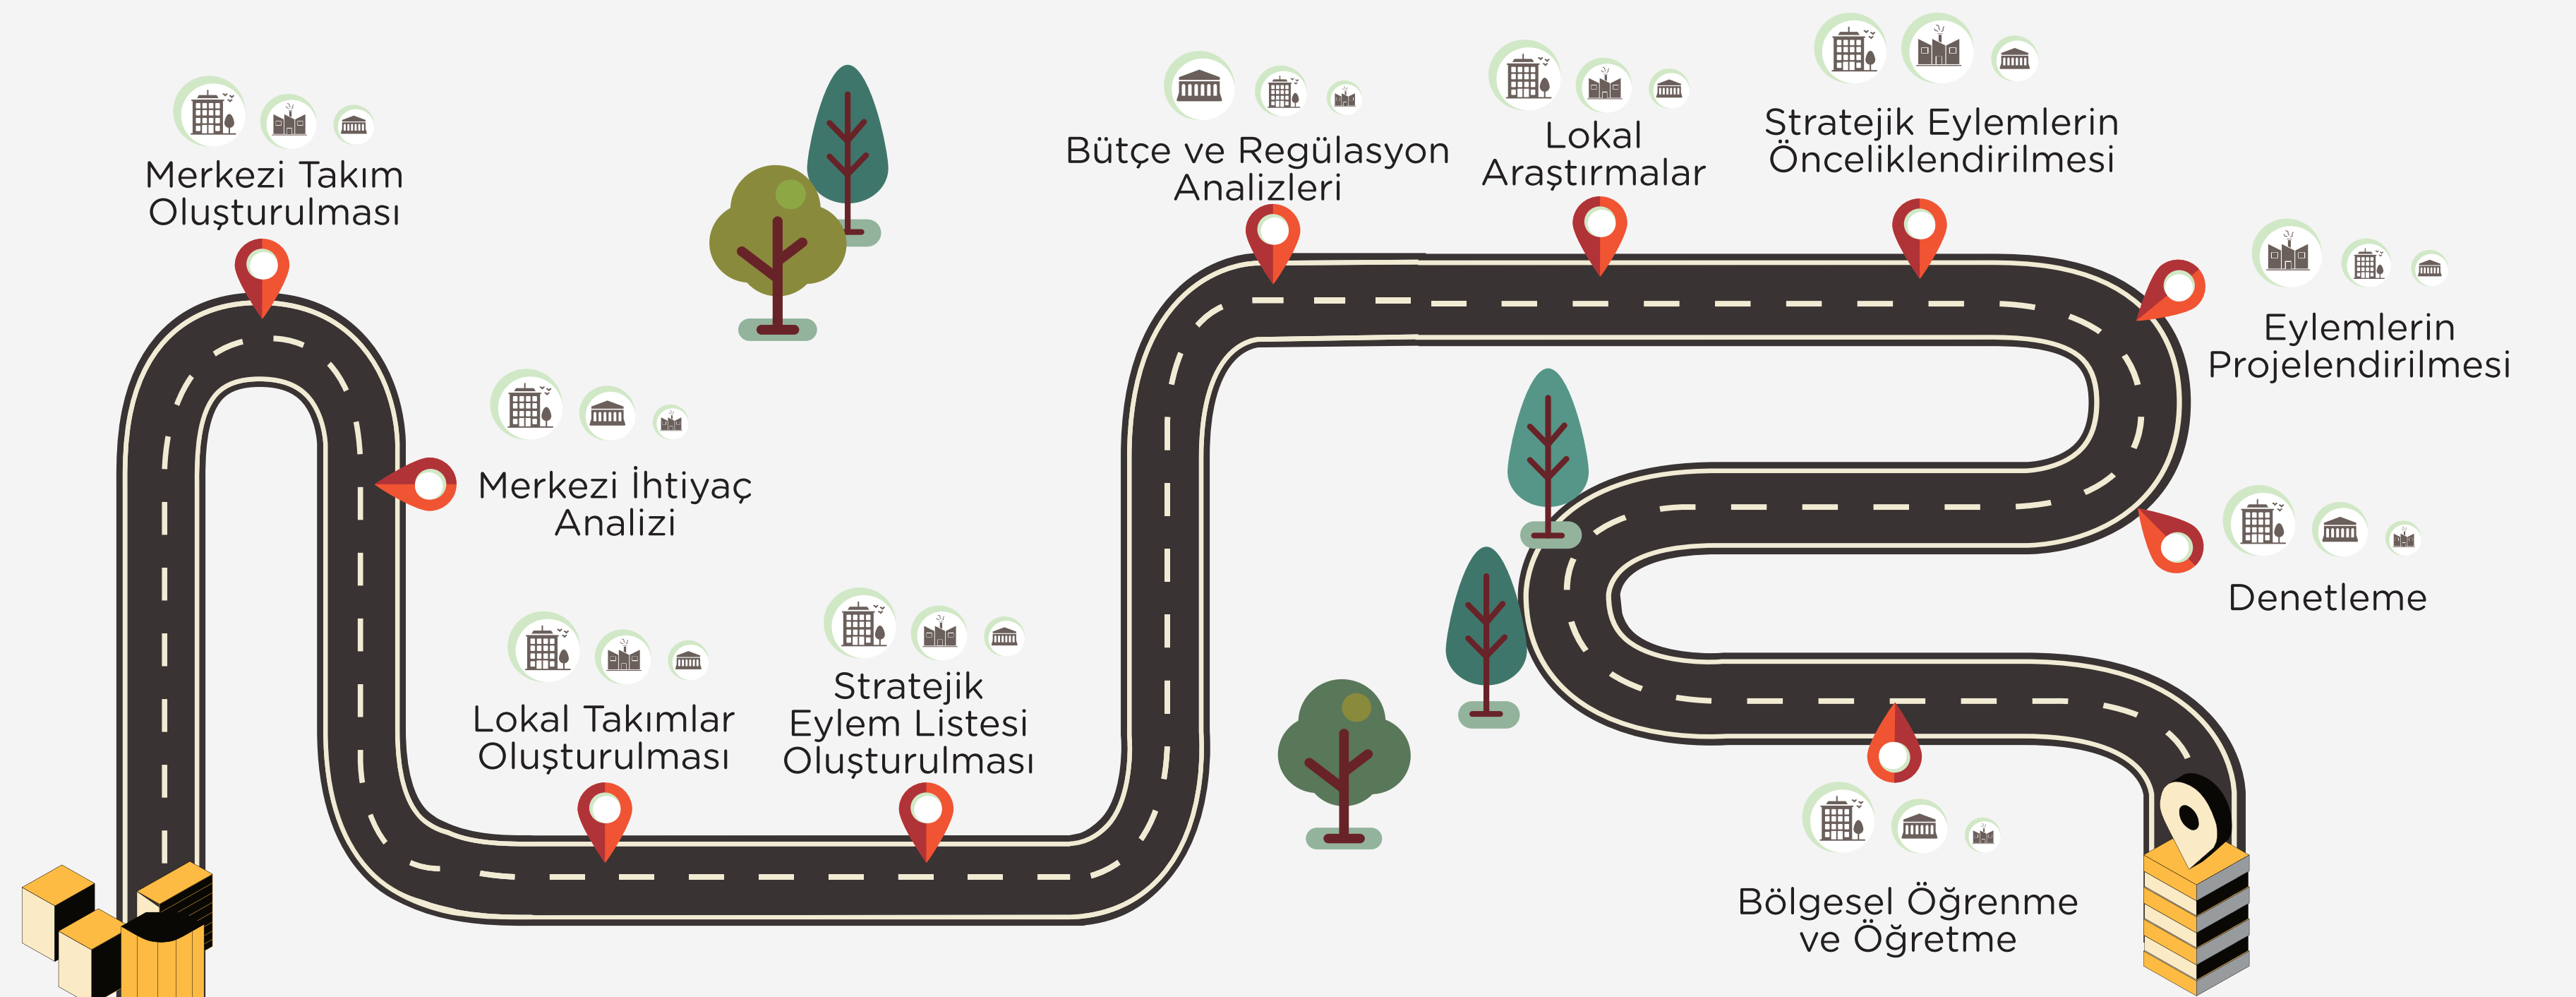 Merkezi Takım
Oluşturulması
Merkezi İhtiyaç
Analizi
Lokal Takımlar
Oluşturulması
Stratejik
Eylem Listesi
Oluşturulması
Bütçe ve Regülasyon
Analizleri
Lokal
Araştırmalar
Stratejik Eylemlerin
Önceliklendirilmesi
Eylemlerin
Projelendirilmesi
Denetleme
Bölgesel Öğrenme
ve Öğretme